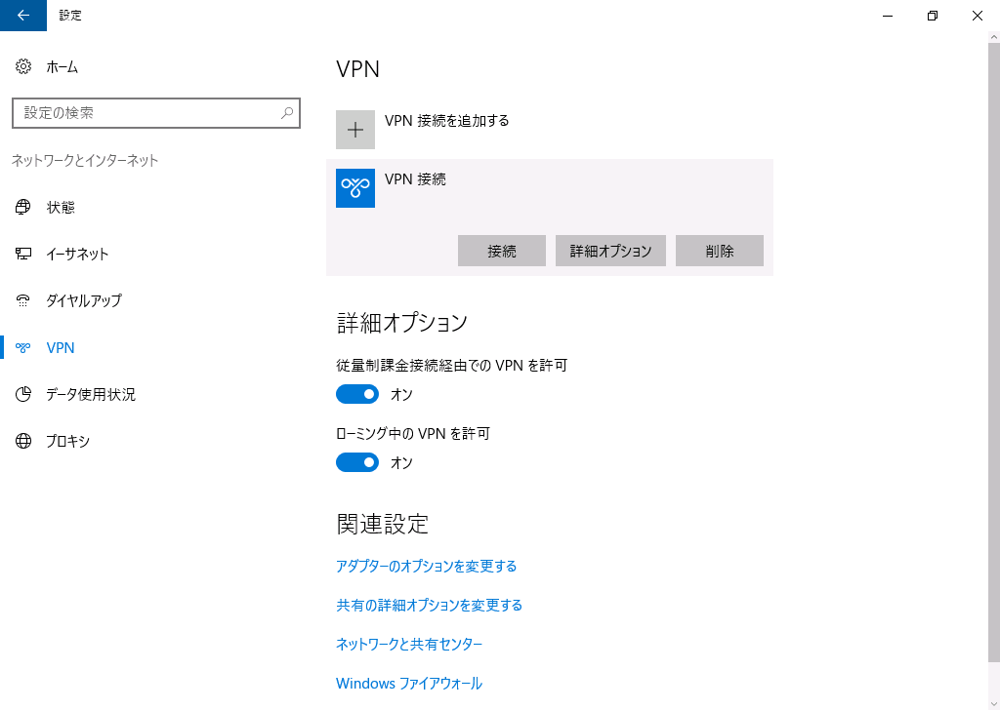 設定
ホーム
設定の検索
ネットワークとインターネット
状態
イーサネット
ダイヤルアップ
VPN
データ使用状況
プロキシ
VPN
VPN 接続を追加する
VPN 接続
接続
詳細オプション
削除
詳細オプション
従量制課金接続経由での VPN を許可
オン
ローミング中の VPN を許可
オン
関連設定
アダプターのオプションを変更する
共有の詳細オプションを変更する
ネットワークと共有センター
Windows ファイアウォール